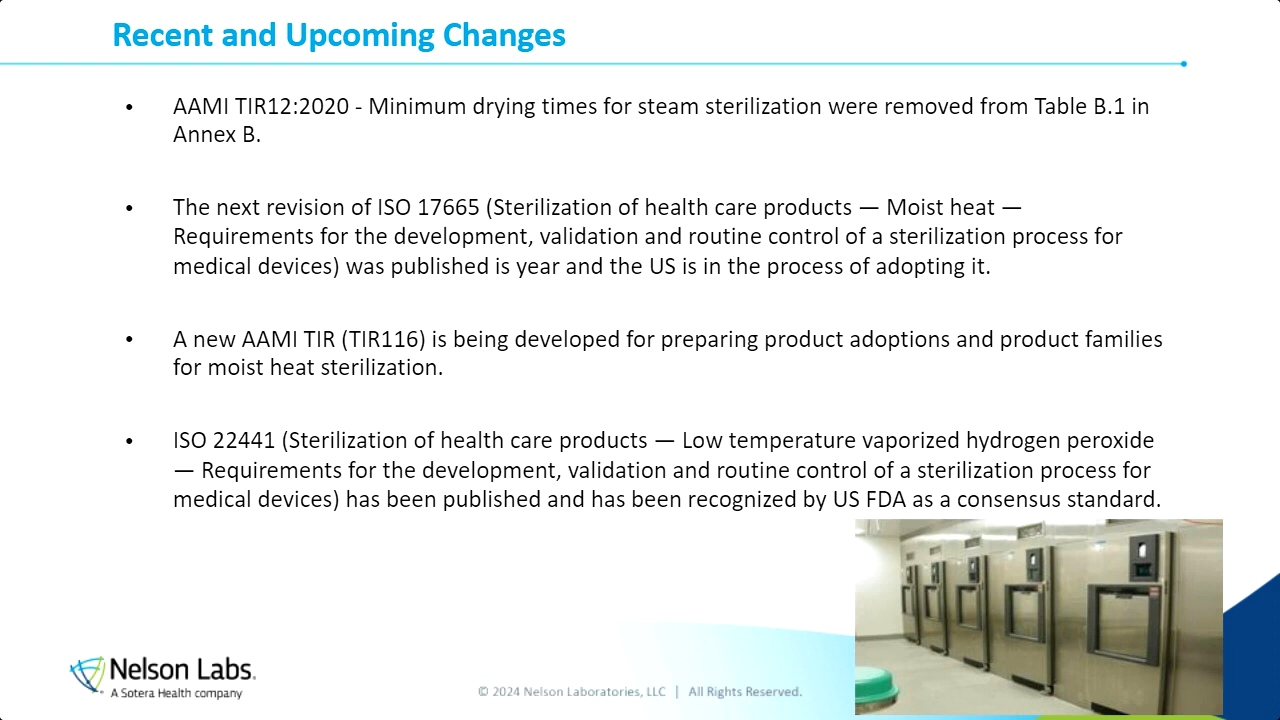 Recent and Upcoming Changes
• AAMI TIR12:2020 - Minimum drying times for steam sterilization were removed from Table B.1 in
Annex B.
• The next revision of ISO 17665 (Sterilization of health care products — Moist heat —
Requirements for the development, validation and routine control of a sterilization process for
medical devices) was published is year and the US is in the process of adopting it.
• A new AAMI TIR (TIR116) is being developed for preparing product adoptions and product families
for moist heat sterilization.
• ISO 22441 (Sterilization of health care products — Low temperature vaporized hydrogen peroxide
— Requirements for the development, validation and routine control of a sterilization process for
medical devices) has been published and has been recognized by US FDA as a consensus standard.
Nelson Labs.
A Sotera Health company
© 2024 Nelson Laboratories, LLC | All Rights Reserved.